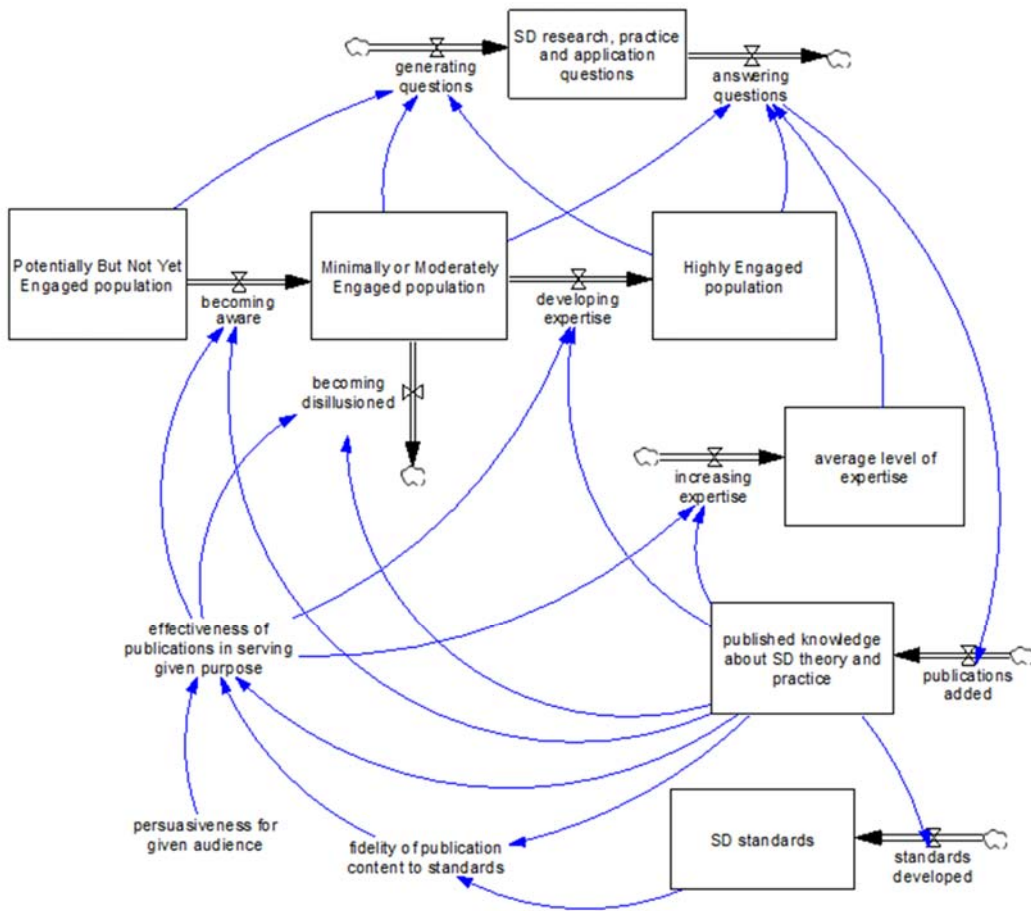 SD research, practice
and application
questions
generating
questions
answering
questions
Potentially But Not Yet
Engaged population
becoming
aware
Minimally or Moderately
Engaged population
developing
expertise
Highly Engaged
population
becoming
disillusioned
increasing
expertise
average level of
expertise
effectiveness of
publications in serving
given purpose
published knowledge
about SD theory and
practice
publications
added
persuasiveness for
given audience
fidelity of publication
content to standards
SD standards
standards
developed